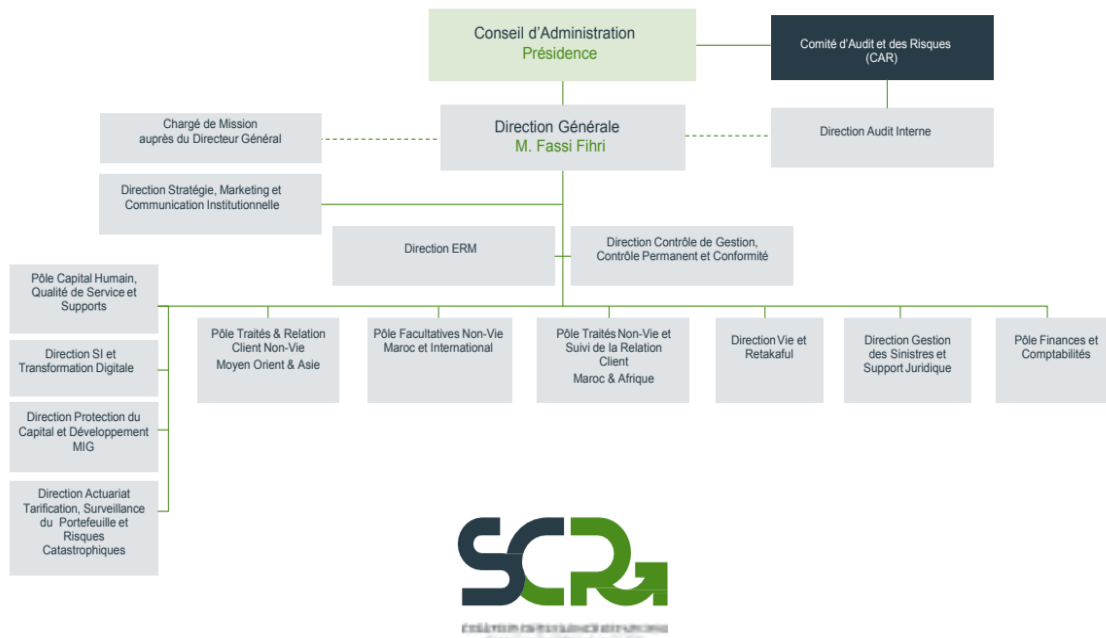 Conseil d'Administration
Présidence
Comité d'Audit et des Risques
(CAR)
Chargé de Mission
auprès du Directeur Général
Direction Générale
M. Fassi Fihri
Direction Audit Interne
Direction Stratégie, Marketing et
Communication Institutionnelle
Direction ERM
Direction Contrôle de Gestion,
Contrôle Permanent et Conformité
Pôle Capital Humain,
Qualité de Service et
Supports
Direction SI et
Transformation Digitale
Direction Protection du
Capital et Développement
MIG
Direction Actuariat
Tarification, Surveillance
du Portefeuille et
Risques
Catastrophiques
Pôle Traités & Relation
Client Non-Vie
Moyen Orient & Asie
Pôle Facultatives Non-Vie
Maroc et International
Pôle Traités Non-Vie et
Suivi de la Relation
Client
Maroc & Afrique
Direction Vie et
Retakaful
Direction Gestion
des Sinistres et
Support Juridique
Pôle Finances et
Comptabilités
SCR